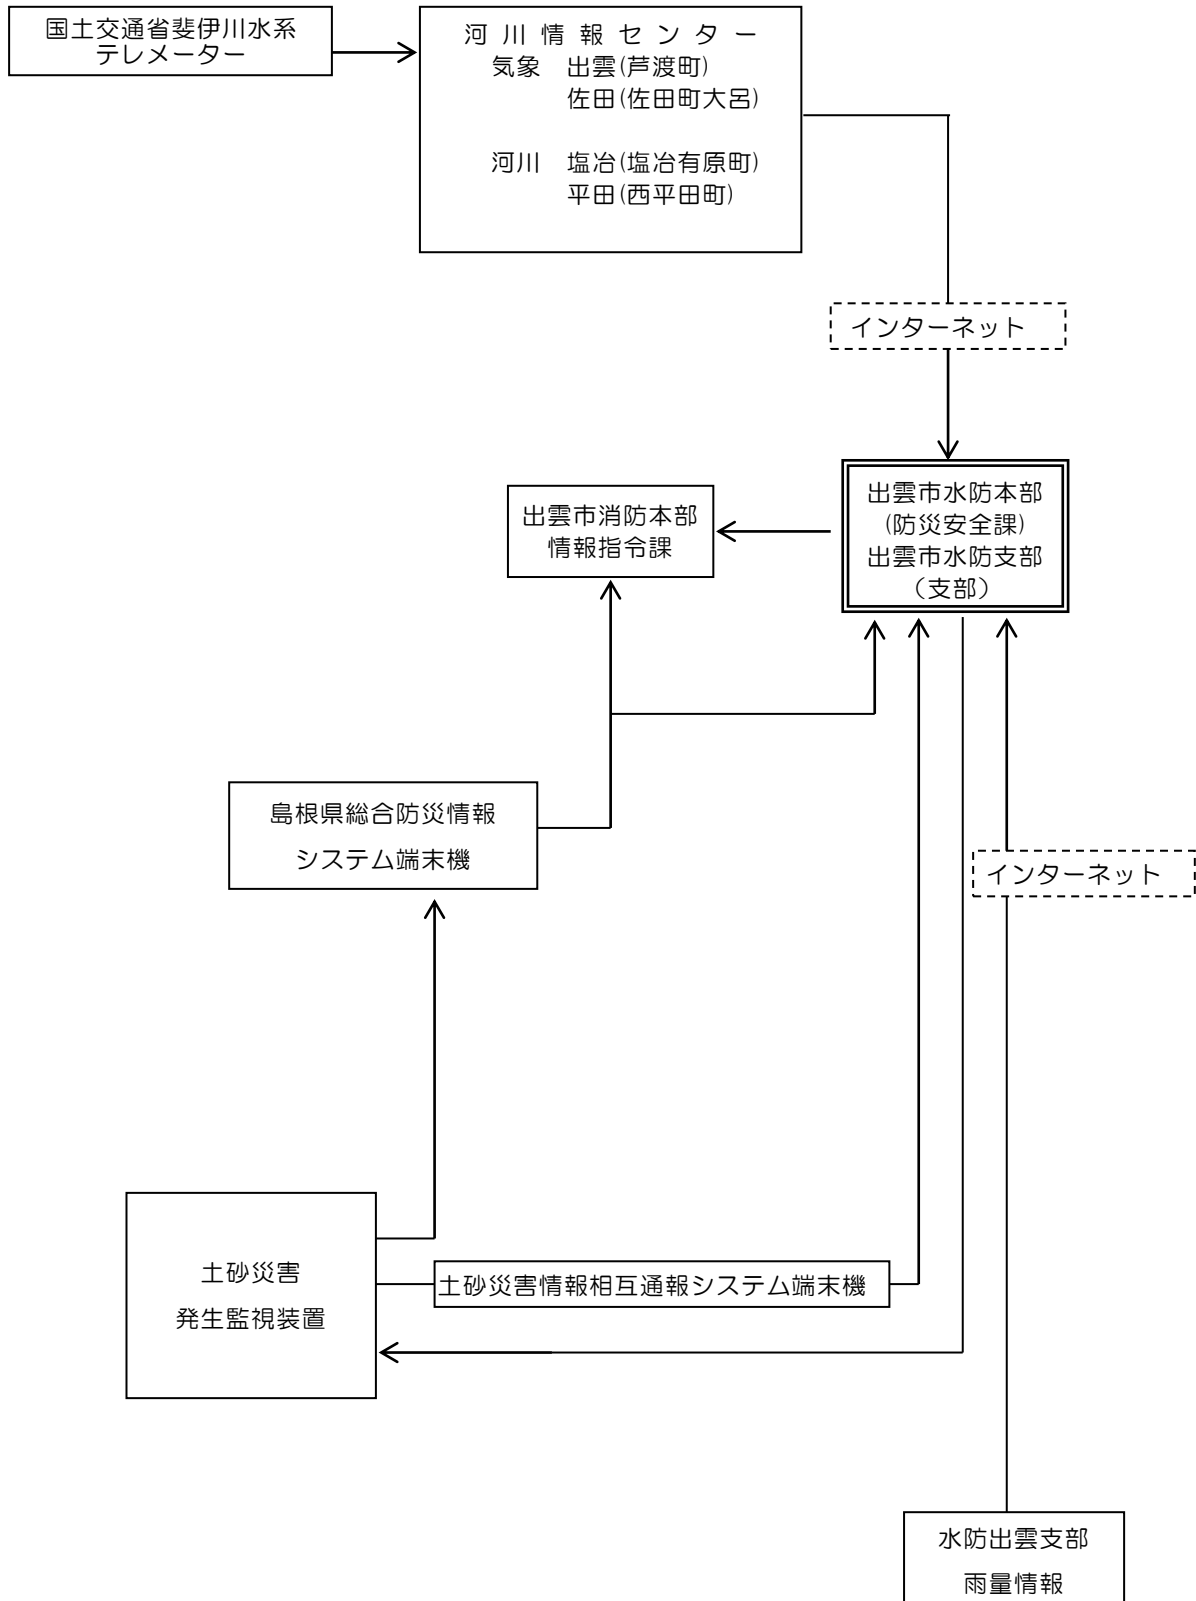 国土交通省斐伊川水系
テレメーター
河川情報センター
気象 出雲(芦渡町)
佐田(佐田町大呂)
河川 塩冶(塩冶有原町)
平田(西平田町)
インターネット
出雲市水防本部
(防災安全課)
出雲市水防支部
（支部）
出雲市消防本部
情報指令課
島根県総合防災情報
システム端末機
インターネット
土砂災害
発生監視装置
土砂災害情報相互通報システム端末機
水防出雲支部
雨量情報